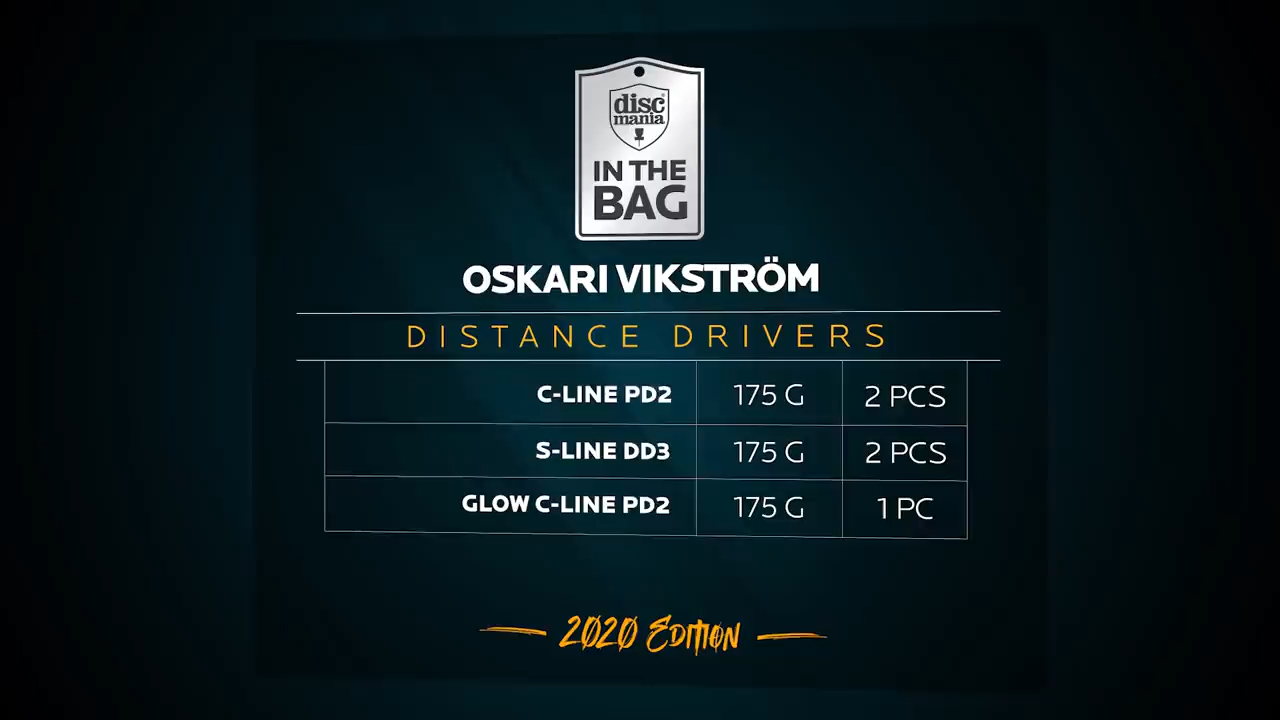 disc
mania
IN THE
BAG
OSKARI VIKSTRÖM
DISTANCE DRIVERS
C-LINE PD2 175 G 2 PCS
S-LINE DD3 175 G 2 PCS
GLOW C-LINE PD2 175 G 1 PC
2020 EDITION